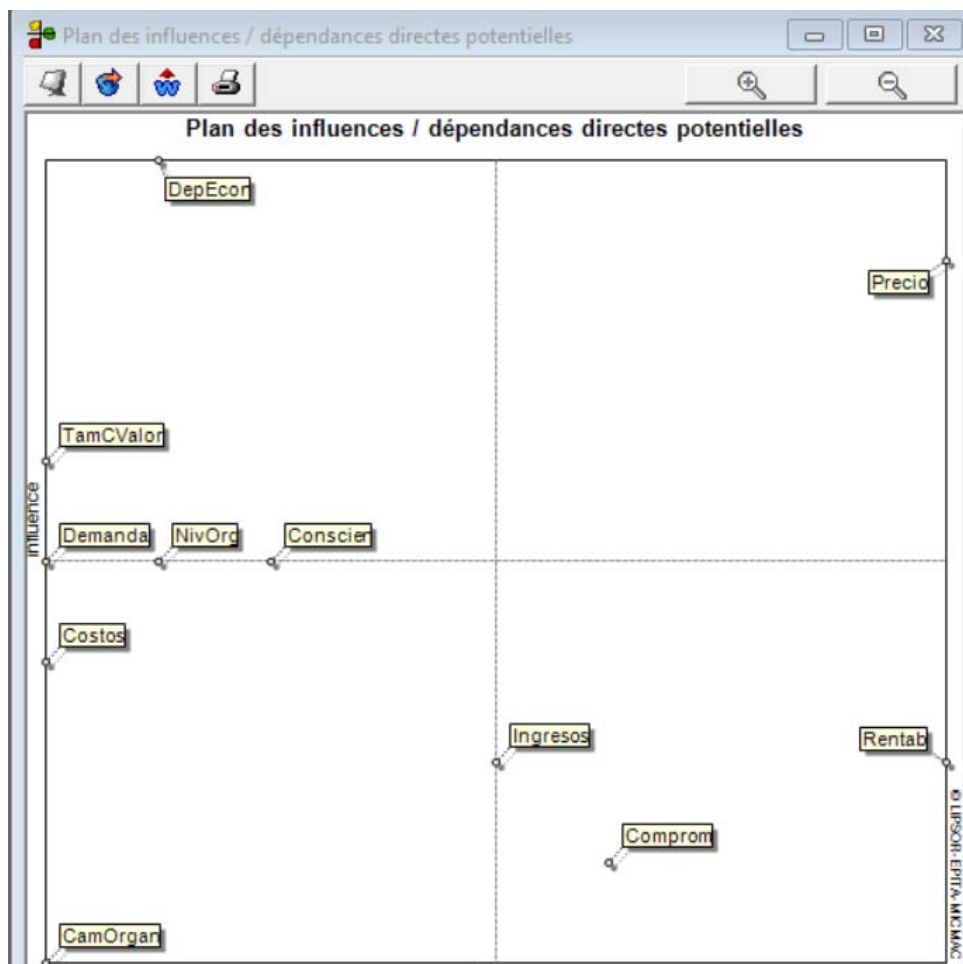 Plan des influences / dépendances directes potentielles
Plan des influences / dépendances directes potentielles
DepEcon
Precio
TamCValor
influence
Demanda
NivOrg
Conscien
Costos
Ingresos
Rentab
Comprom
CamOrgan
© LIPSOR-EPITA-MICMAC